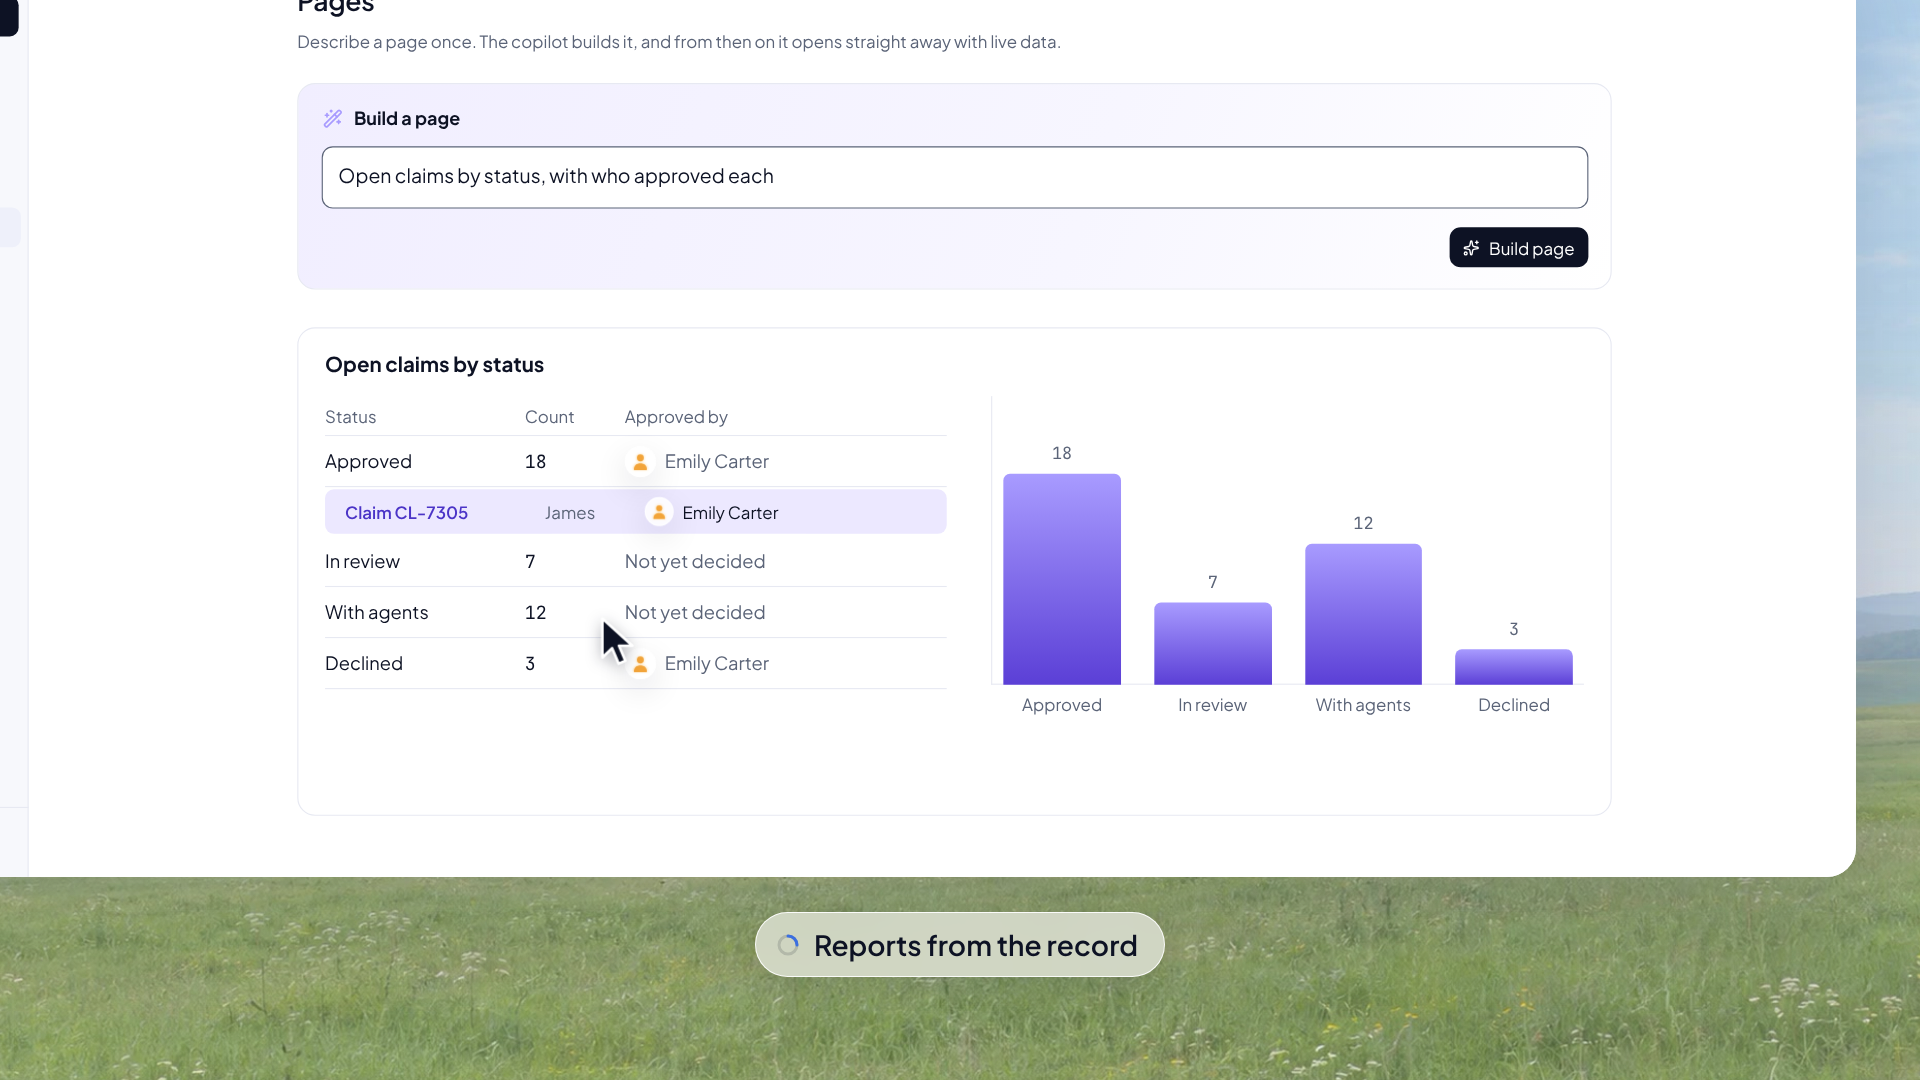 Pages
Describe a page once. The copilot builds it, and from then on it opens straight away with live data.
Build a page
Open claims by status, with who approved each
Build page
Open claims by status
Status Count Approved by
Approved 18 Emily Carter
Claim CL-7305 James Emily Carter
In review 7 Not yet decided
With agents 12 Not yet decided
Declined 3 Emily Carter
18
7
12
3
Approved In review With agents Declined
Reports from the record